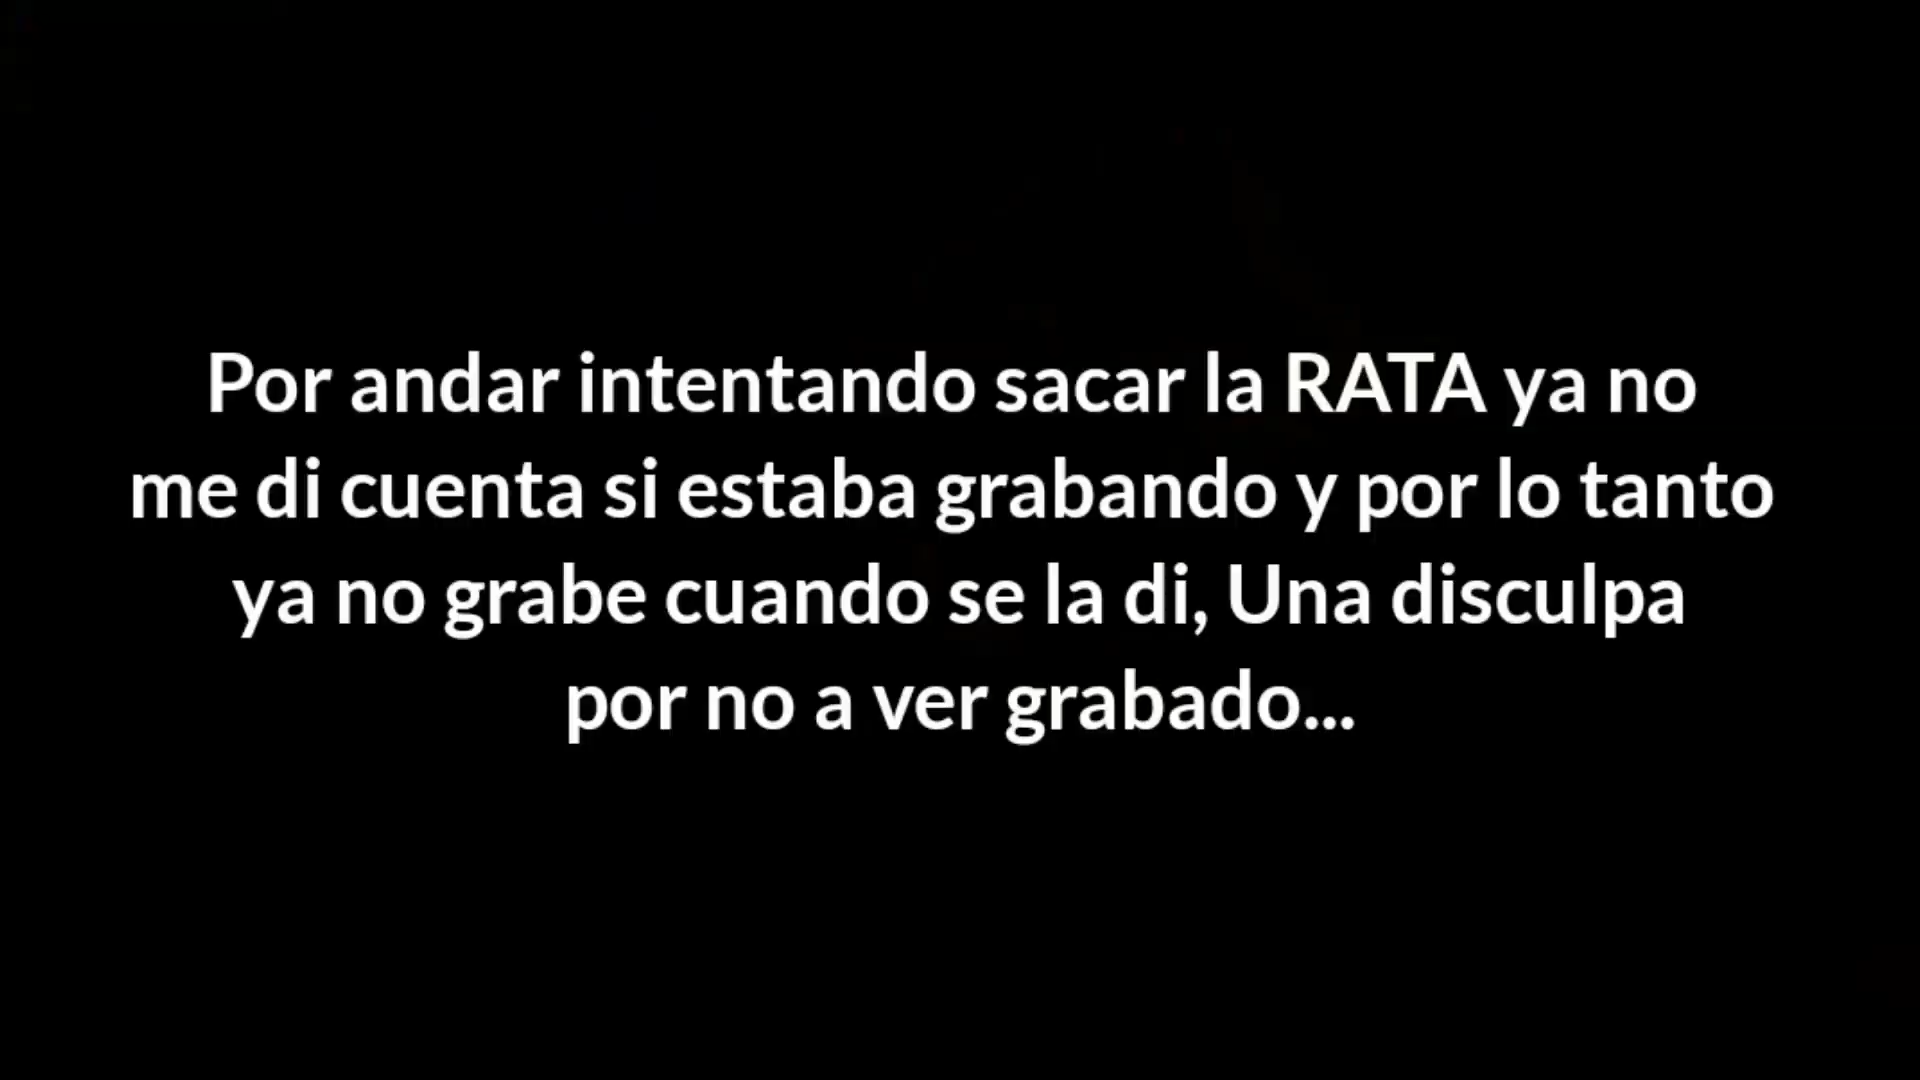 Por andar intentando sacar la RATA ya no
me di cuenta si estaba grabando y por lo tanto
ya no grabe cuando se la di, Una disculpa
por no a ver grabado...